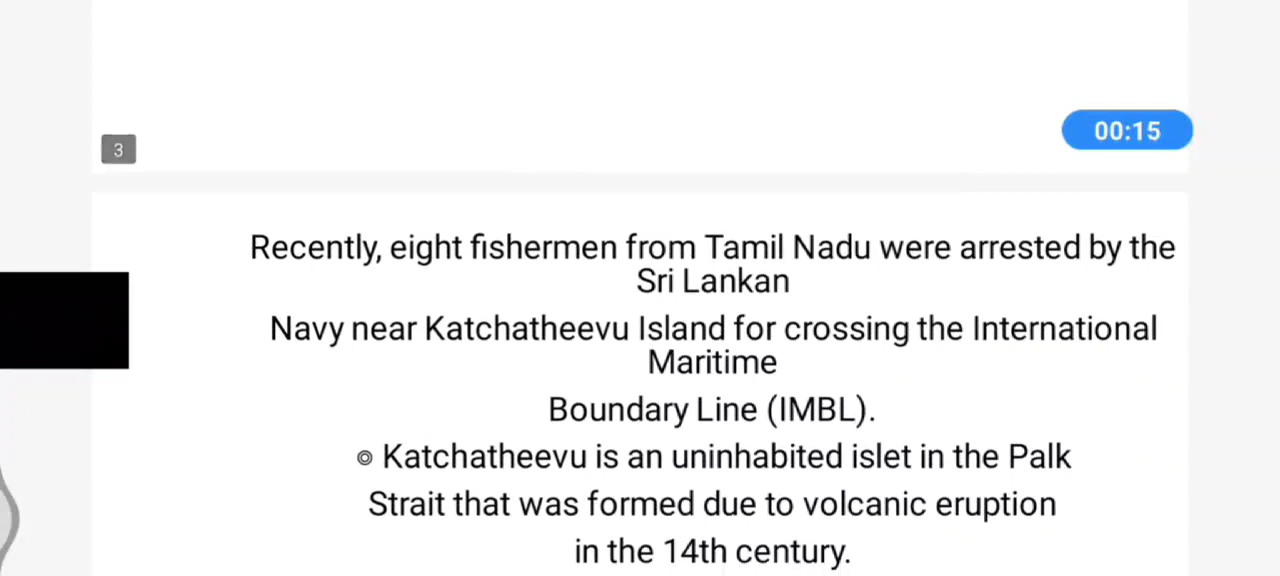 00:15
3
Recently, eight fishermen from Tamil Nadu were arrested by the
Sri Lankan
Navy near Katchatheevu Island for crossing the International
Maritime
Boundary Line (IMBL).
◎ Katchatheevu is an uninhabited islet in the Palk
Strait that was formed due to volcanic eruption
in the 14th century.